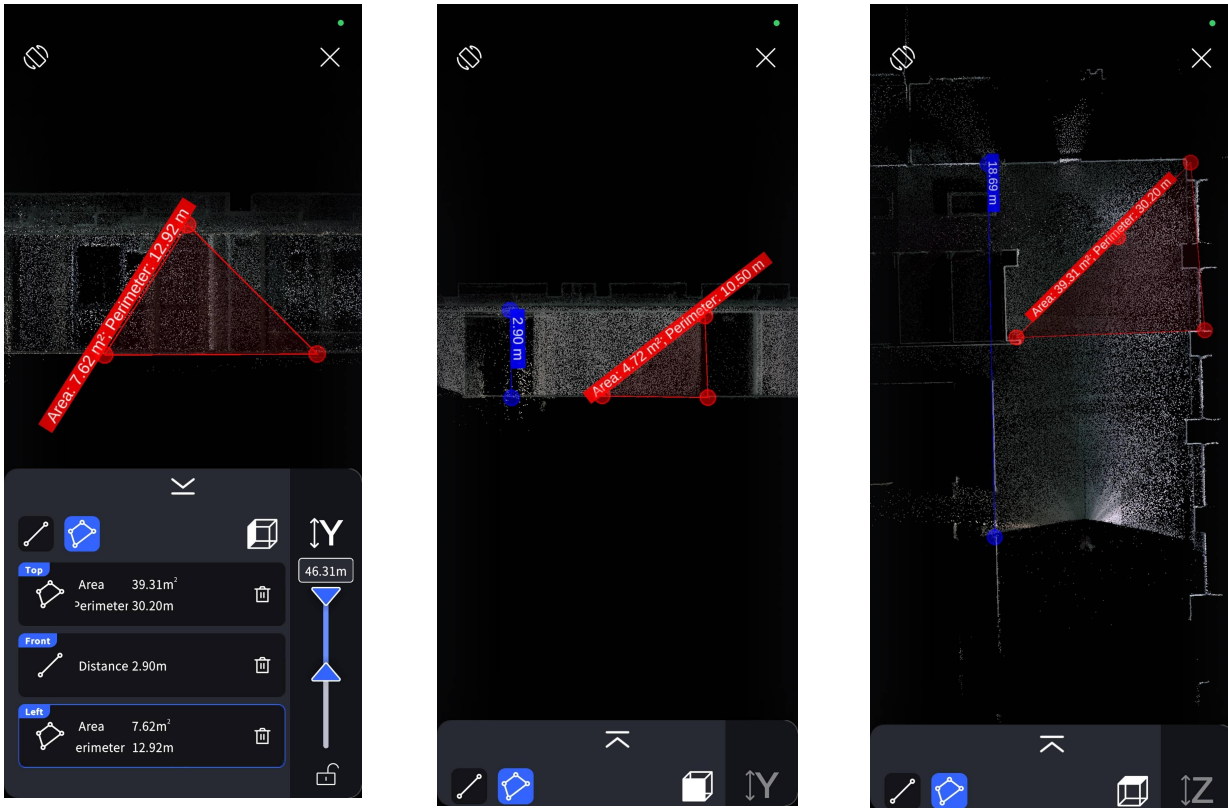 Area: 7.62 m²; Perimeter: 12.92 m
Y
46.31m
Top
Area 39.31m²
Perimeter 30.20m
Front
Distance 2.90m
Left
Area 7.62m²
erimeter 12.92m
2.90 m
Area: 4.72 m²; Perimeter: 10.50 m
Y
18.69 m
Area: 39.31 m²; Perimeter: 30.20 m
Z